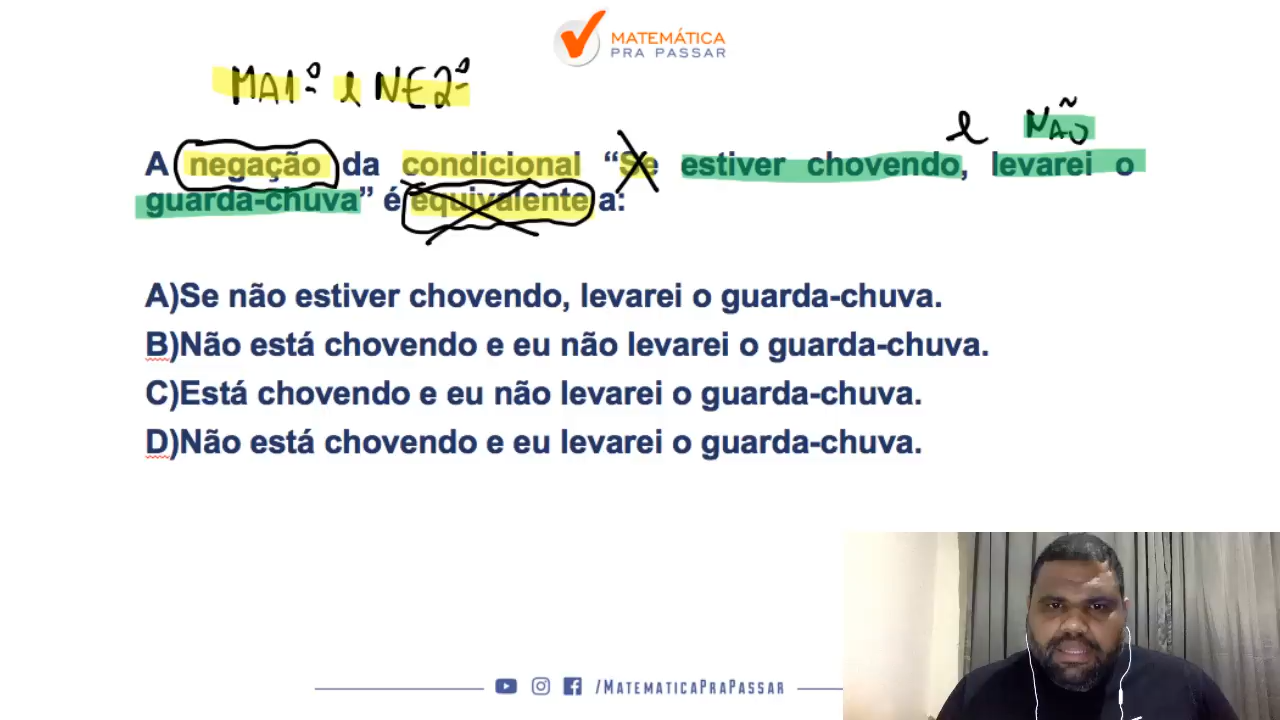 MATEMÁTICA
PRA PASSAR
MA1º e NE2º
e NÃO
A negação da condicional “Se estiver chovendo, levarei o
guarda-chuva” é equivalente a:
A)Se não estiver chovendo, levarei o guarda-chuva.
B)Não está chovendo e eu não levarei o guarda-chuva.
C)Está chovendo e eu não levarei o guarda-chuva.
D)Não está chovendo e eu levarei o guarda-chuva.
/MATEMATICAPRAPASSAR